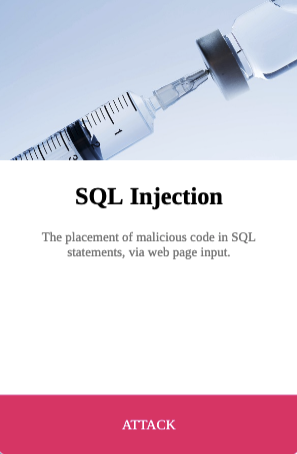 SQL Injection
The placement of malicious code in SQL
statements, via web page input.
ATTACK